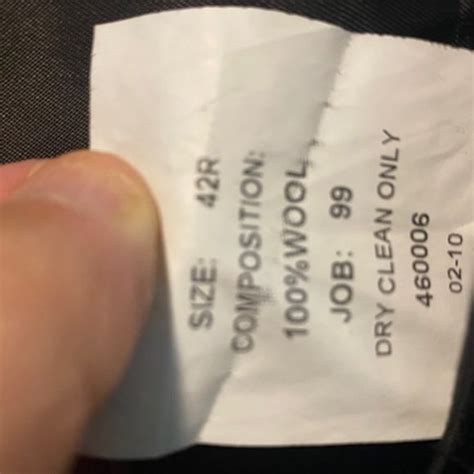 SIZE: 42R
COMPOSITION:
100%WOOL
JOB: 99
DRY CLEAN ONLY
460006
02-10